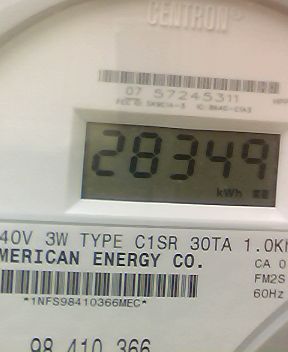 CENTRON®
07 57245311
28349
kWh
40V 3W TYPE C1SR 30TA 1.0K
MERICAN ENERGY CO.
CA 0
FM2S
60Hz
*1NFS98410366MEC*
98 410 366